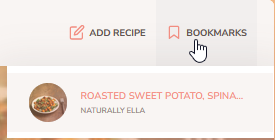 ADD RECIPE BOOKMARKS
ROASTED SWEET POTATO, SPINA...
NATURALLY ELLA